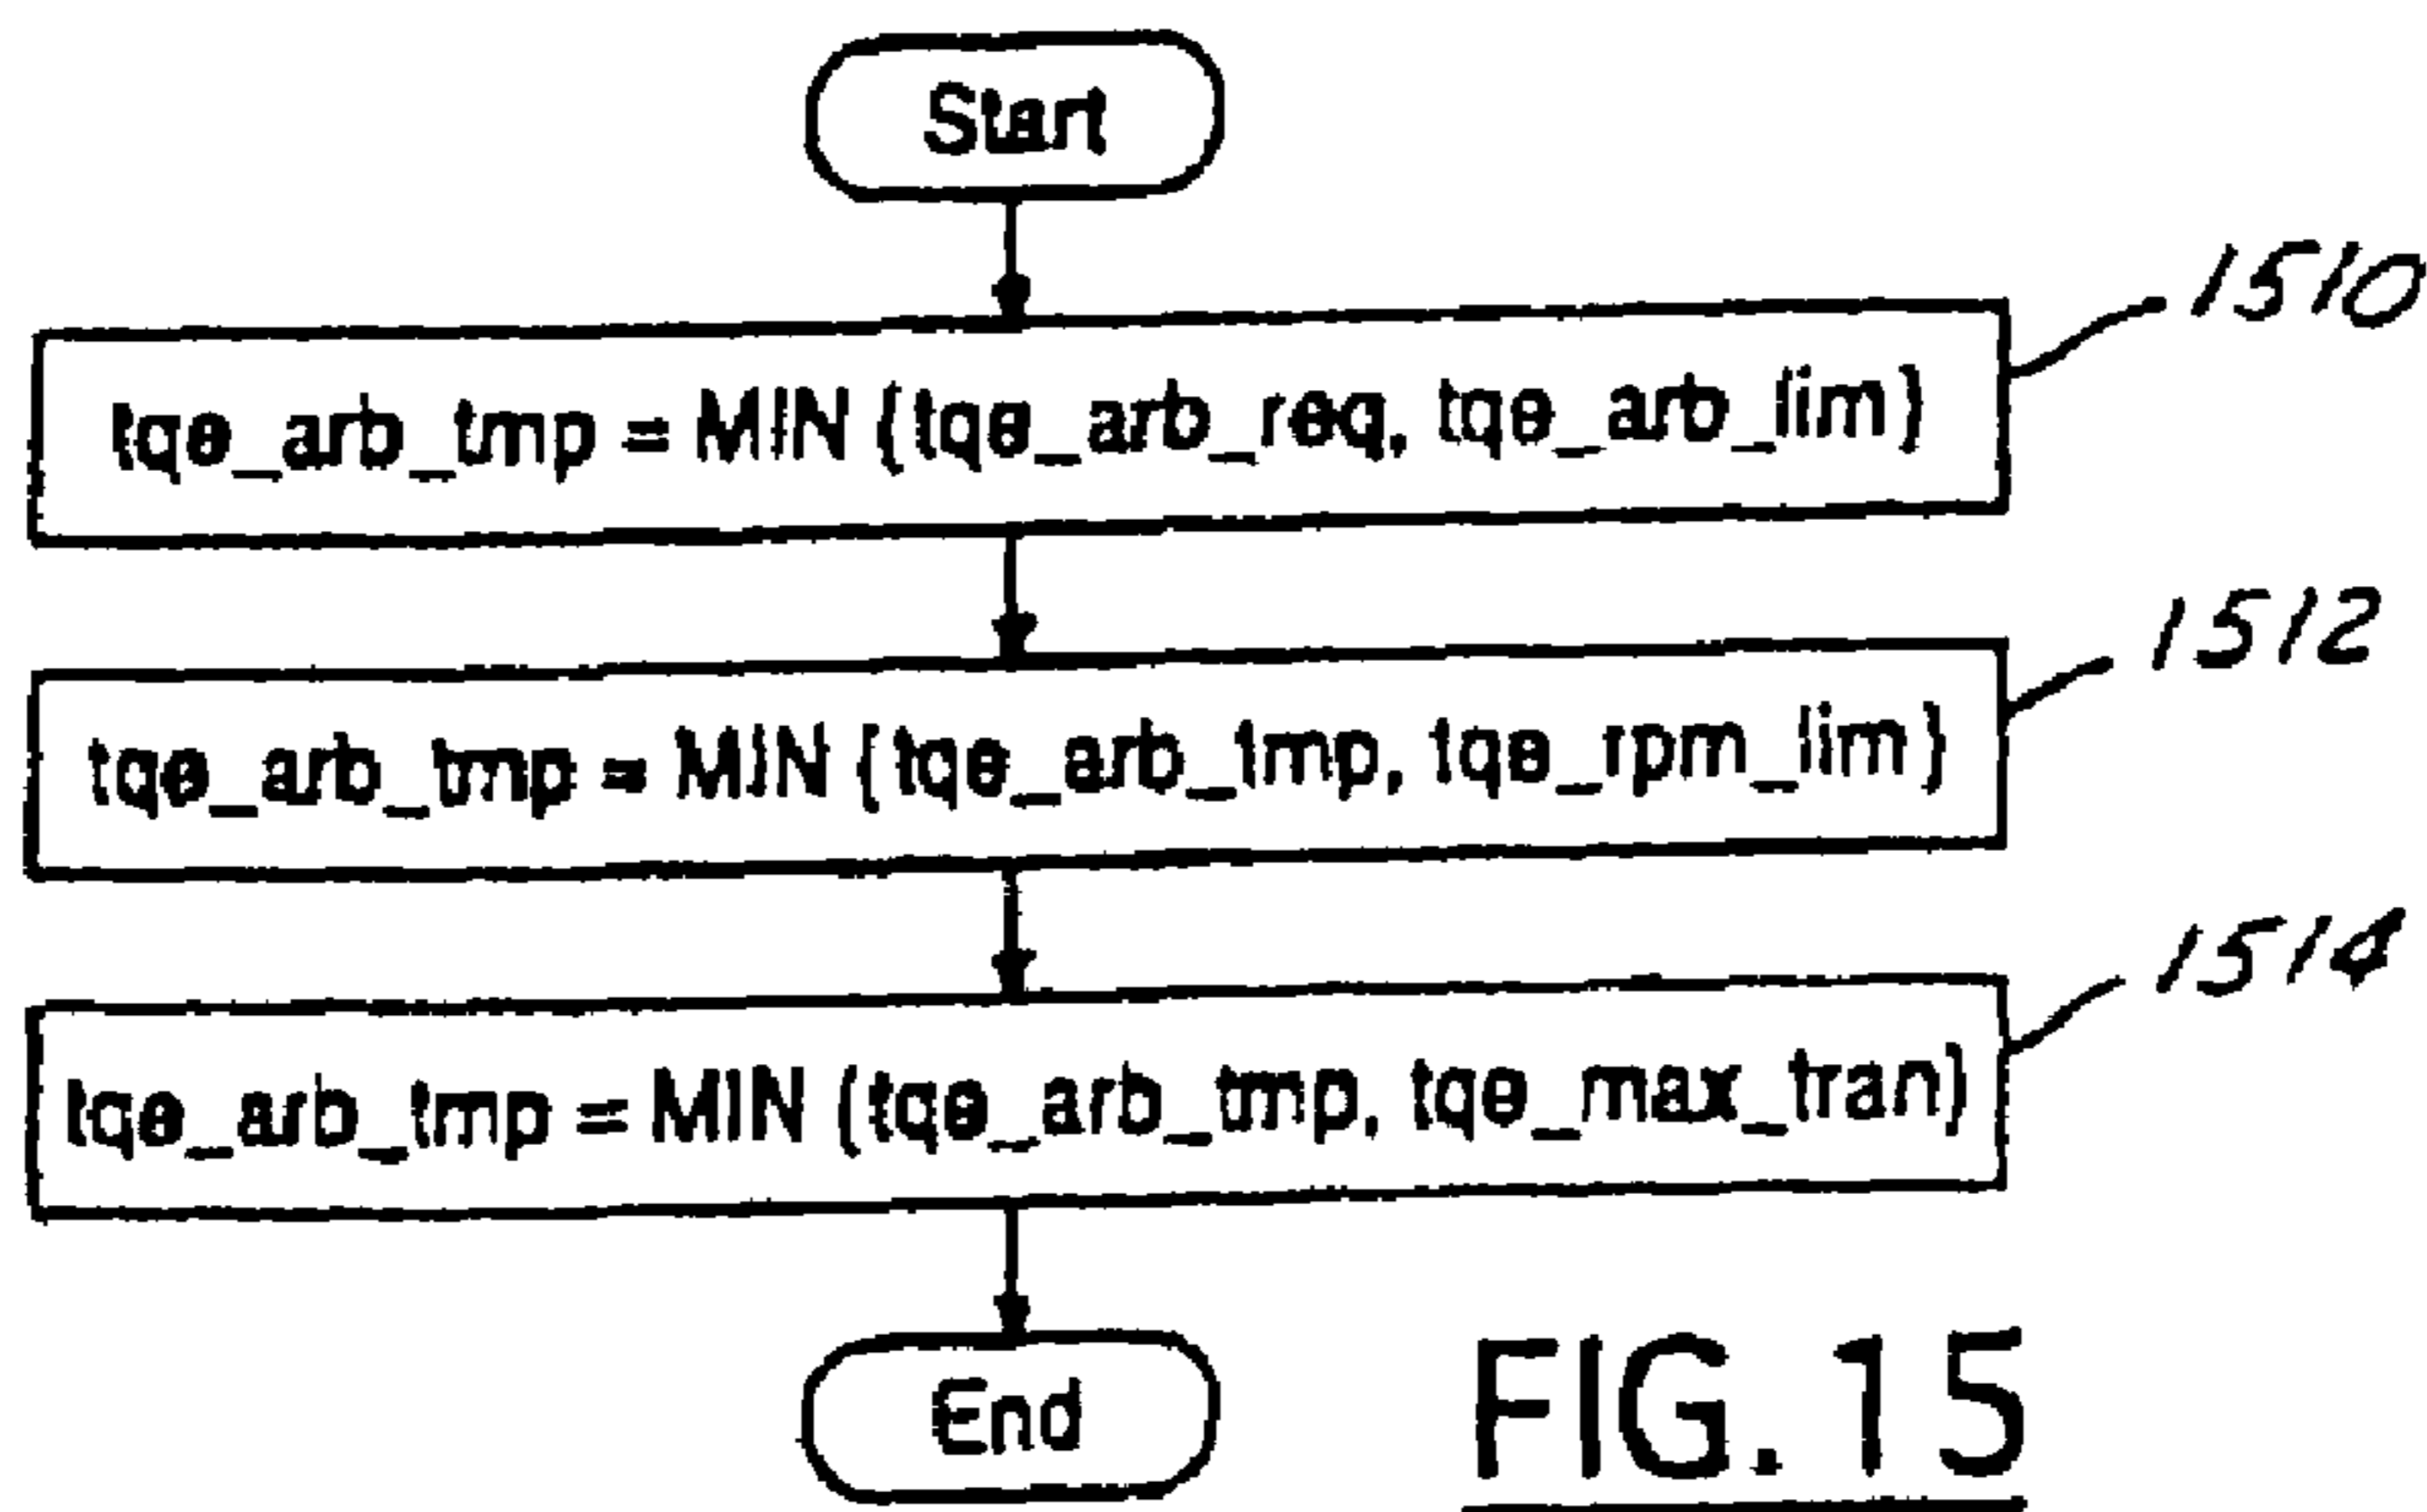 Start
1510
tqe_arb_tmp = MIN (tqe_arb_req, tqe_arb_lim)
1512
tqe_arb_tmp = MIN (tqe_arb_tmp, tqe_rpm_lim)
1514
tqe_arb_tmp = MIN (tqe_arb_tmp, tqe_max_tran)
End
FIG. 15